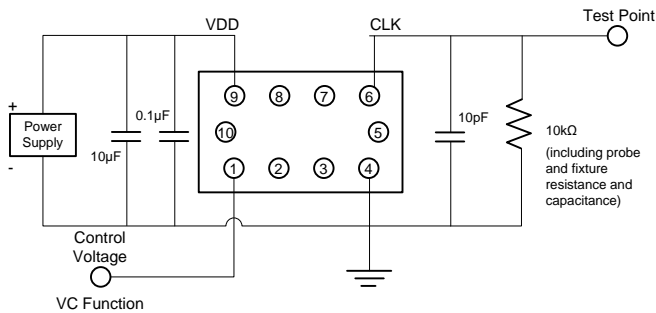 VDD
CLK
Test Point
+
Power
Supply
-
10µF
0.1µF
9
8
7
6
10
5
1
2
3
4
10pF
10kΩ
(including probe
and fixture
resistance and
capacitance)
Control
Voltage
VC Function